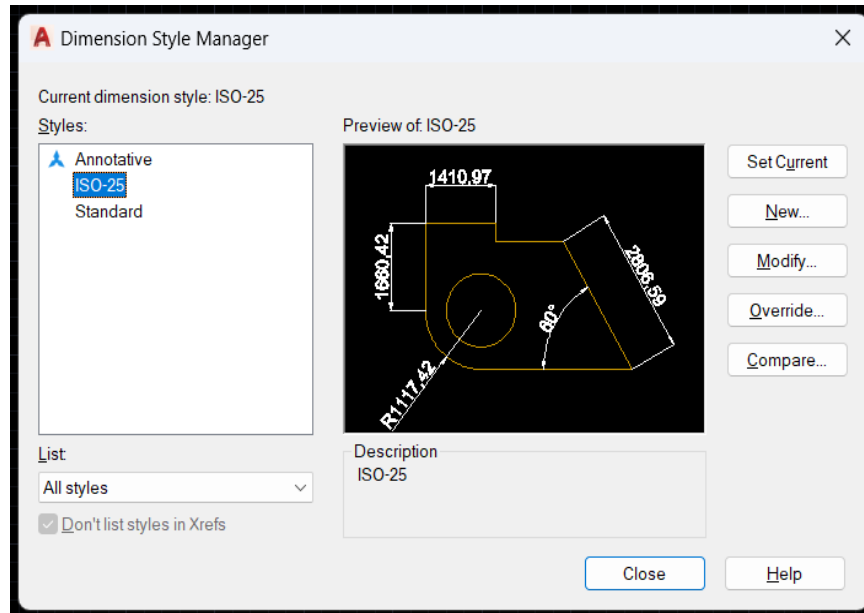 Dimension Style Manager
Current dimension style: ISO-25
Styles:
Annotative
ISO-25
Standard
List:
All styles
Don't list styles in Xrefs
Preview of: ISO-25
1410,97
1660,42
2806,59
60°
R1117,42
Description
ISO-25
Set Current
New...
Modify...
Override...
Compare...
Close
Help